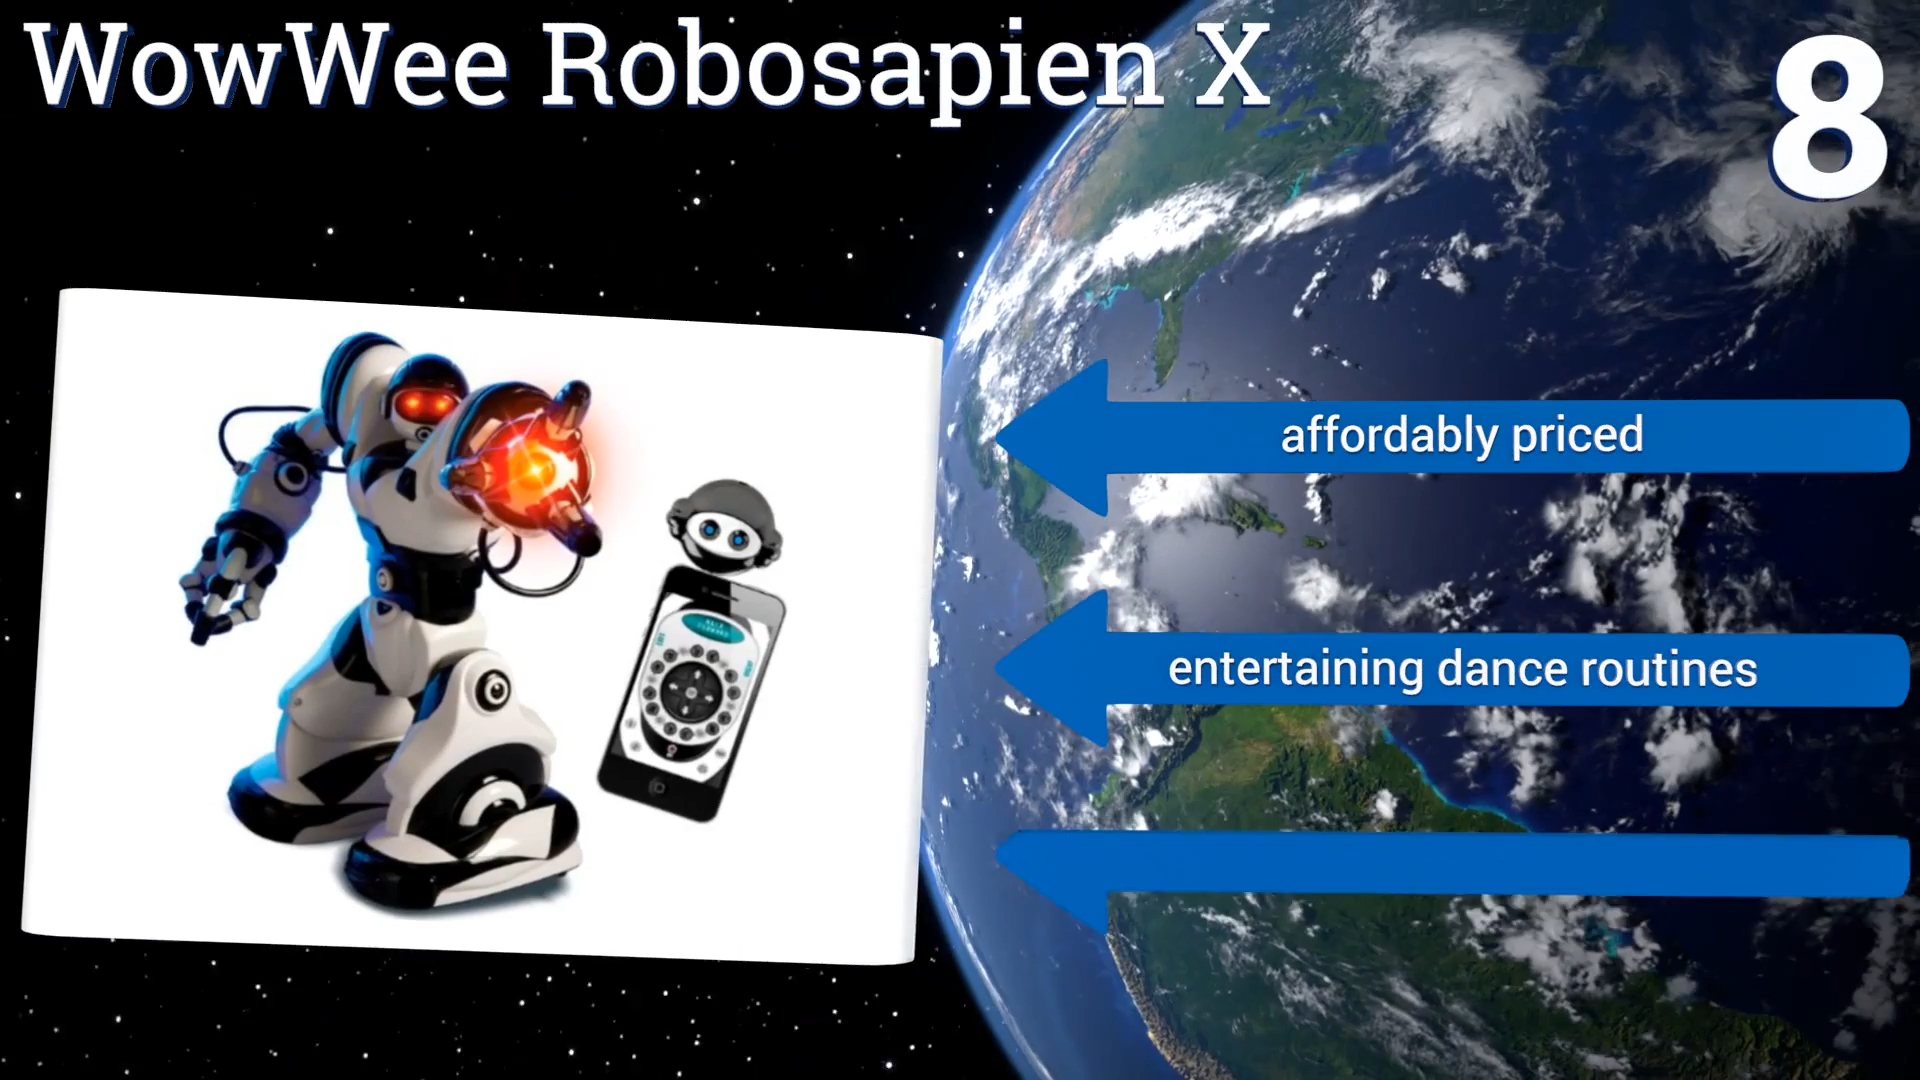 WowWee Robosapien X
8
affordably priced
entertaining dance routines